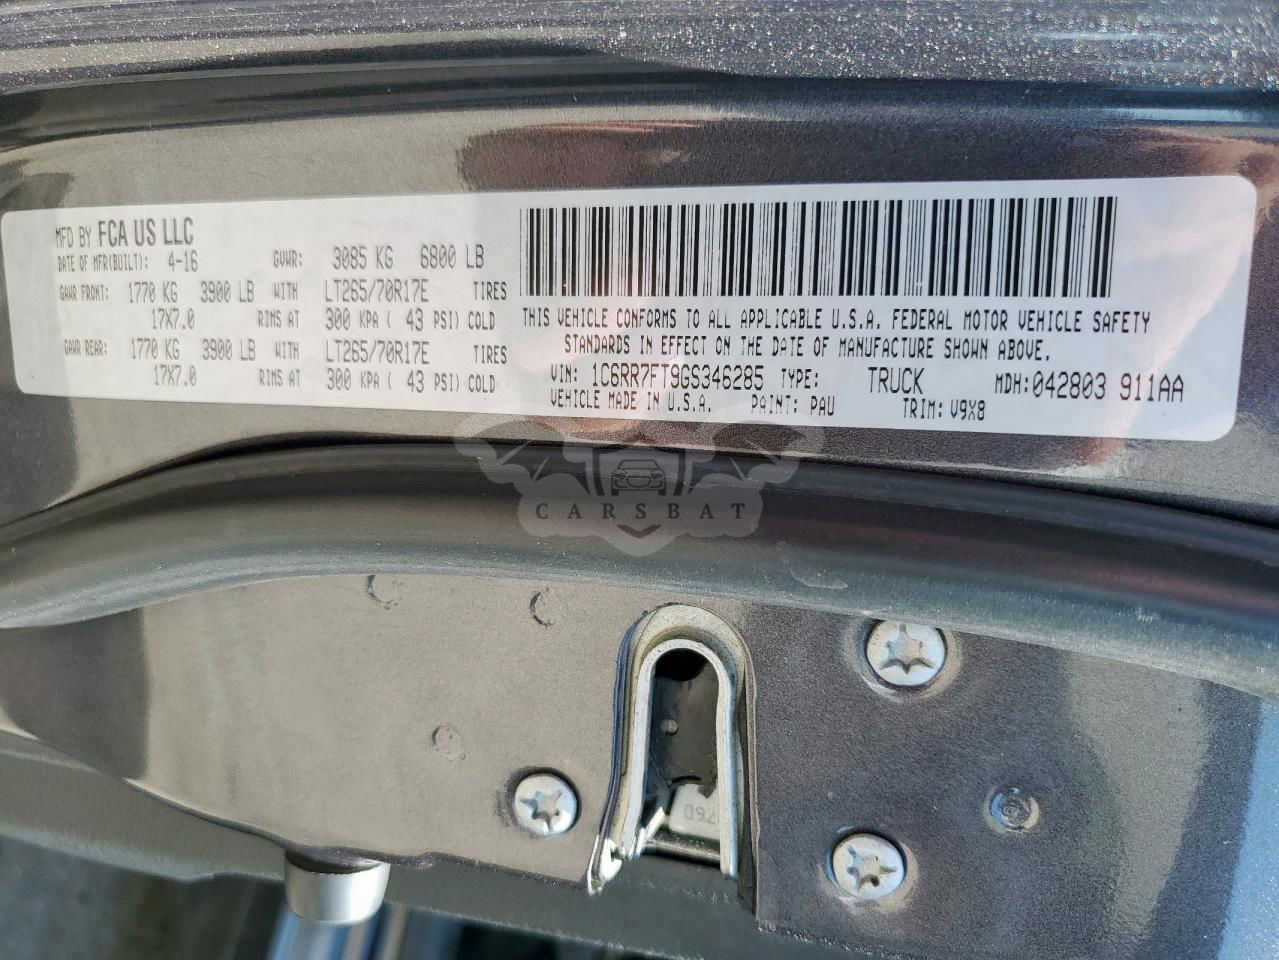 MFD BY FCA US LLC
DATE OF MFR(BUILT): 4-16 GVWR: 3085 KG 6800 LB
GAWR FRONT: 1770 KG 3900 LB WITH LT265/70R17E TIRES
17X7.0 RIMS AT 300 KPA ( 43 PSI) COLD
GAWR REAR: 1770 KG 3900 LB WITH LT265/70R17E TIRES
17X7.0 RIMS AT 300 KPA ( 43 PSI) COLD
THIS VEHICLE CONFORMS TO ALL APPLICABLE U.S.A. FEDERAL MOTOR VEHICLE SAFETY
STANDARDS IN EFFECT ON THE DATE OF MANUFACTURE SHOWN ABOVE.
VIN: 1C6RR7FT9GS346285 TYPE: TRUCK MDH:042803 911AA
VEHICLE MADE IN U.S.A. PAINT: PAU TRIM: V9X8
CARSBAT